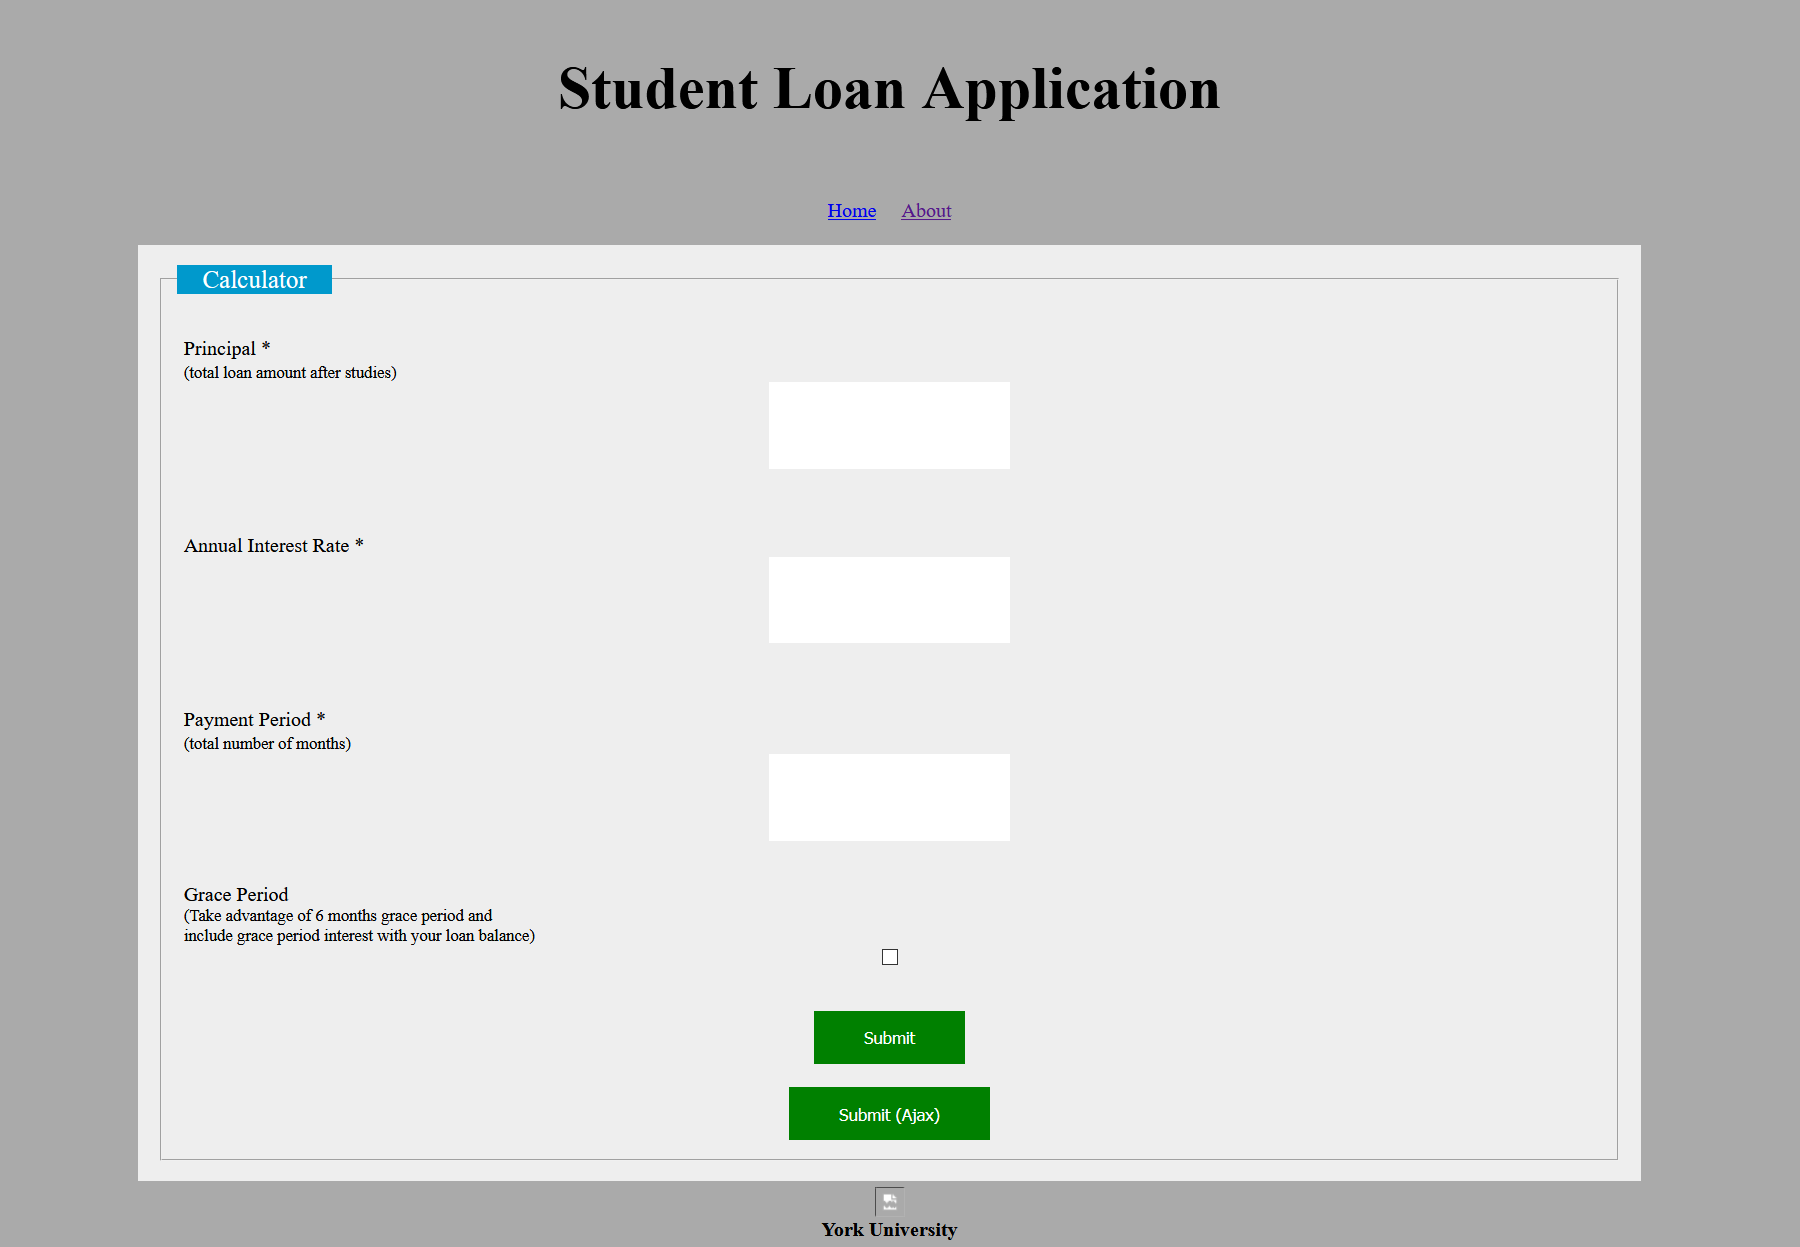 Student Loan Application
Home About
Calculator
Principal *
(total loan amount after studies)
Annual Interest Rate *
Payment Period *
(total number of months)
Grace Period
(Take advantage of 6 months grace period and
include grace period interest with your loan balance)
Submit
Submit (Ajax)
York University